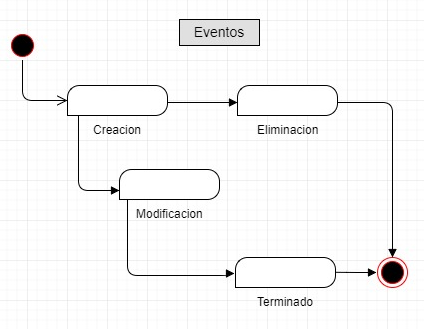 Eventos
Creacion
Eliminacion
Modificacion
Terminado